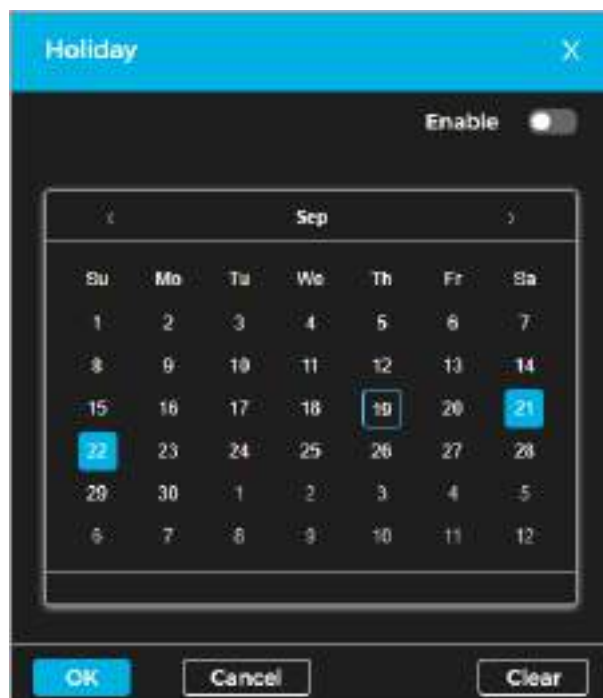 Holiday X
Enable
‹ Sep ›
Su Mo Tu We Th Fr Sa
1 2 3 4 5 6 7
8 9 10 11 12 13 14
15 16 17 18 19 20 21
22 23 24 25 26 27 28
29 30 1 2 3 4 5
6 7 8 9 10 11 12
OK Cancel Clear